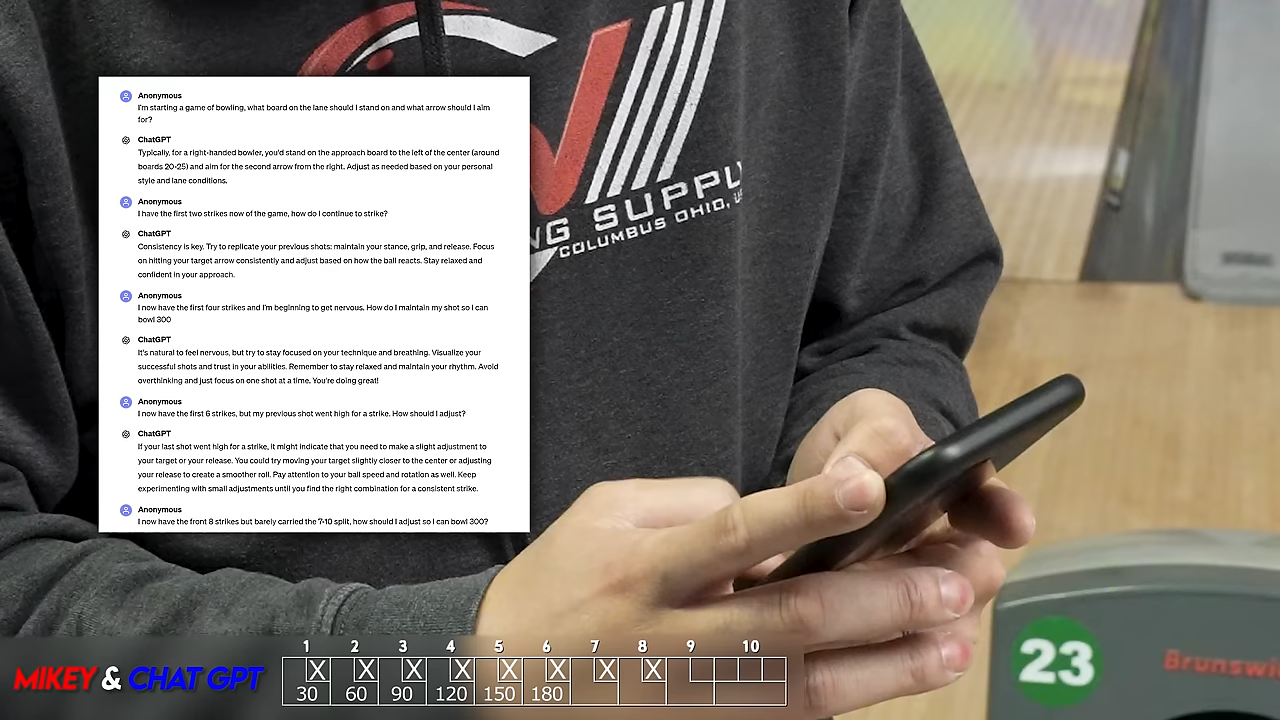 Anonymous
I'm starting a game of bowling, what board on the lane should I stand on and what arrow should I aim
for?
ChatGPT
Typically, for a right-handed bowler, you'd stand on the approach board to the left of the center (around
boards 20-25) and aim for the second arrow from the right. Adjust as needed based on your personal
style and lane conditions.
Anonymous
I have the first two strikes now of the game, how do I continue to strike?
ChatGPT
Consistency is key. Try to replicate your previous shots: maintain your stance, grip, and release. Focus
on hitting your target arrow consistently and adjust based on how the ball reacts. Stay relaxed and
confident in your approach.
Anonymous
I now have the first four strikes and I'm beginning to get nervous. How do I maintain my shot so I can
bowl 300
ChatGPT
It's natural to feel nervous, but try to stay focused on your technique and breathing. Visualize your
successful shots and trust in your abilities. Remember to stay relaxed and maintain your rhythm. Avoid
overthinking and just focus on one shot at a time. You're doing great!
Anonymous
I now have the first 6 strikes, but my previous shot went high for a strike. How should I adjust?
ChatGPT
If your last shot went high for a strike, it might indicate that you need to make a slight adjustment to
your target or your release. You could try moving your target slightly closer to the center or adjusting
your release to create a smoother roll. Pay attention to your ball speed and rotation as well. Keep
experimenting with small adjustments until you find the right combination for a consistent strike.
Anonymous
I now have the front 8 strikes but barely carried the 7-10 split, how should I adjust so I can bowl 300?
NG SUPPLY
COLUMBUS OHIO, U
23
Brunswi
MIKEY & CHAT GPT
1 2 3 4 5 6 7 8 9 10
X X X X X X X X
30 60 90 120 150 180